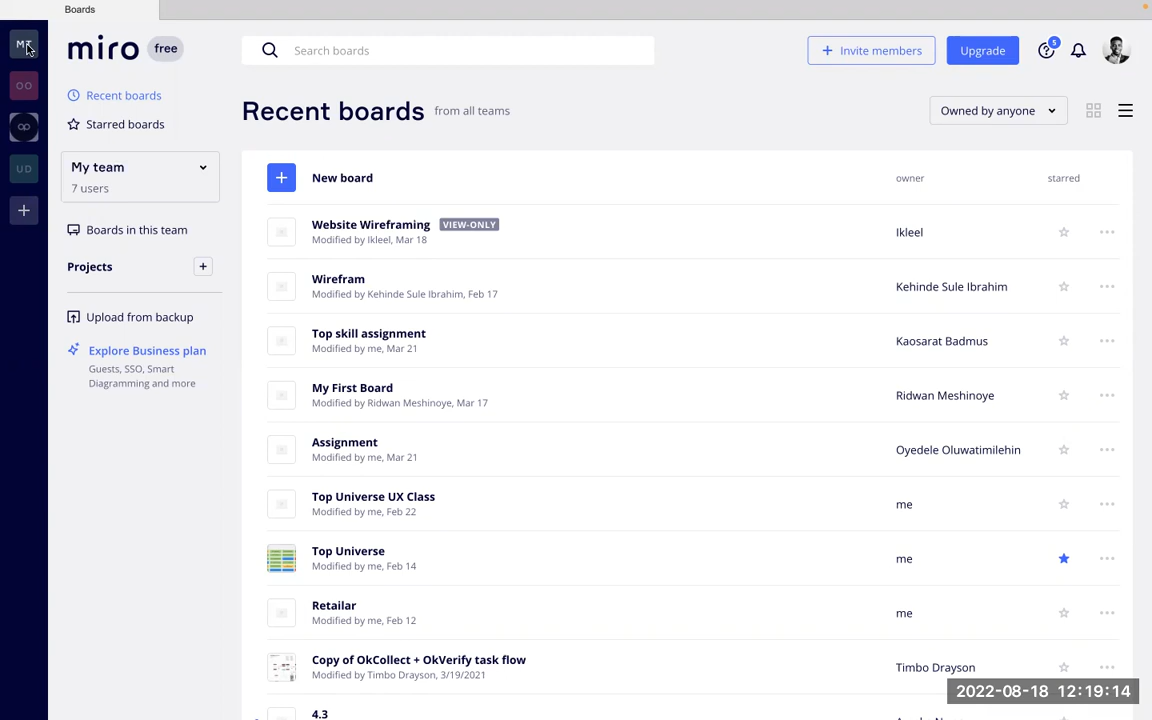 Boards
MT
miro free
Search boards
Invite members
Upgrade
5
OO
Recent boards
Starred boards
Recent boards from all teams
Owned by anyone
UD
My team
7 users
New board
owner
starred
Website Wireframing VIEW-ONLY
Modified by Ikleel, Mar 18
Ikleel
Boards in this team
Projects
Wirefram
Modified by Kehinde Sule Ibrahim, Feb 17
Kehinde Sule Ibrahim
Upload from backup
Explore Business plan
Guests, SSO, Smart
Diagramming and more
Top skill assignment
Modified by me, Mar 21
Kaosarat Badmus
My First Board
Modified by Ridwan Meshinoye, Mar 17
Ridwan Meshinoye
Assignment
Modified by me, Mar 21
Oyedele Oluwatimilehin
Top Universe UX Class
Modified by me, Feb 22
me
Top Universe
Modified by me, Feb 14
me
Retailar
Modified by me, Feb 12
me
Copy of OkCollect + OkVerify task flow
Modified by Timbo Drayson, 3/19/2021
Timbo Drayson
2022-08-18 12:19:14
4.3